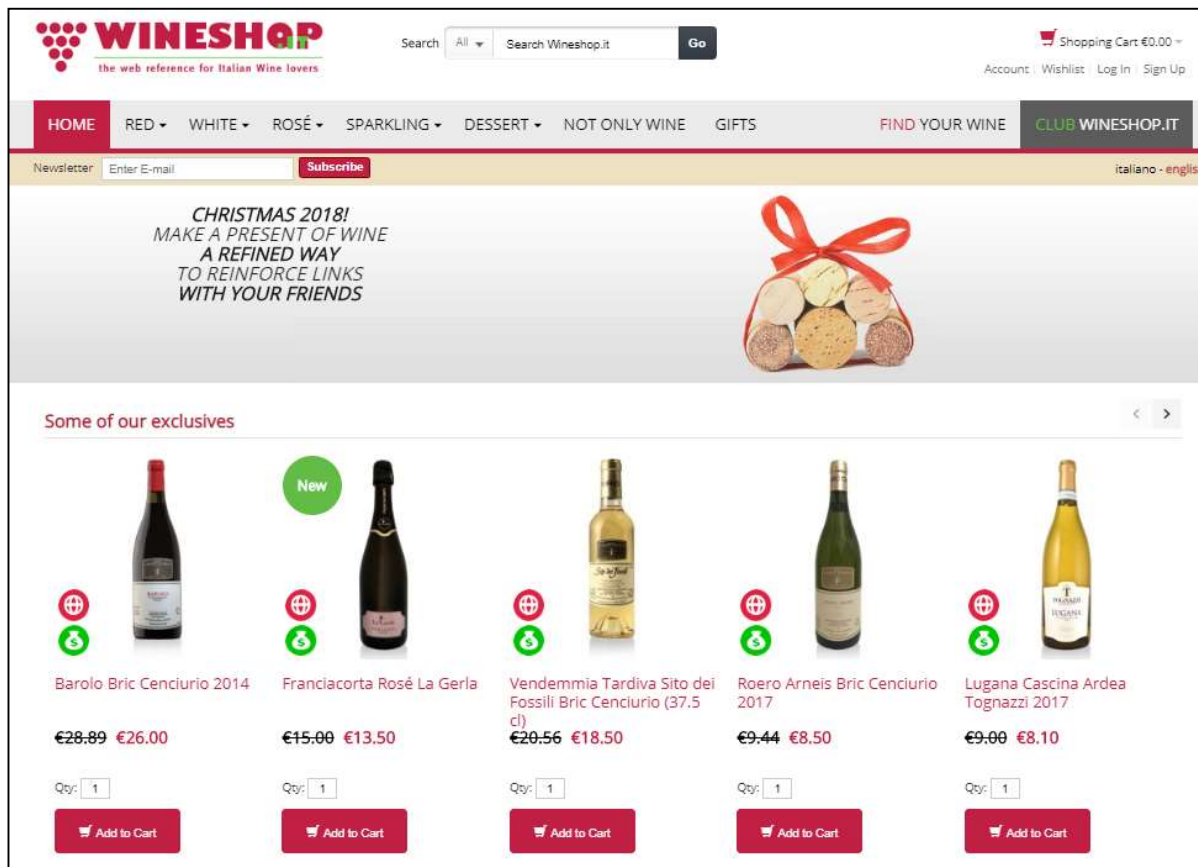 WINESHOP.IT
the web reference for Italian Wine lovers
Search All Search Wineshop.it Go
Shopping Cart €0.00
Account Wishlist Log In Sign Up
HOME RED WHITE ROSÉ SPARKLING DESSERT NOT ONLY WINE GIFTS FIND YOUR WINE CLUB WINESHOP.IT
Newsletter Enter E-mail Subscribe italiano - englis
CHRISTMAS 2018!
MAKE A PRESENT OF WINE
A REFINED WAY
TO REINFORCE LINKS
WITH YOUR FRIENDS
Some of our exclusives
New
BAROLO
LUGANA
Barolo Bric Cenciurio 2014
Franciacorta Rosé La Gerla
Vendemmia Tardiva Sito dei
Fossili Bric Cenciurio (37.5
cl)
Roero Arneis Bric Cenciurio
2017
Lugana Cascina Ardea
Tognazzi 2017
€28.89 €26.00
€15.00 €13.50
€20.56 €18.50
€9.44 €8.50
€9.00 €8.10
Qty: 1
Qty: 1
Qty: 1
Qty: 1
Qty: 1
Add to Cart
Add to Cart
Add to Cart
Add to Cart
Add to Cart